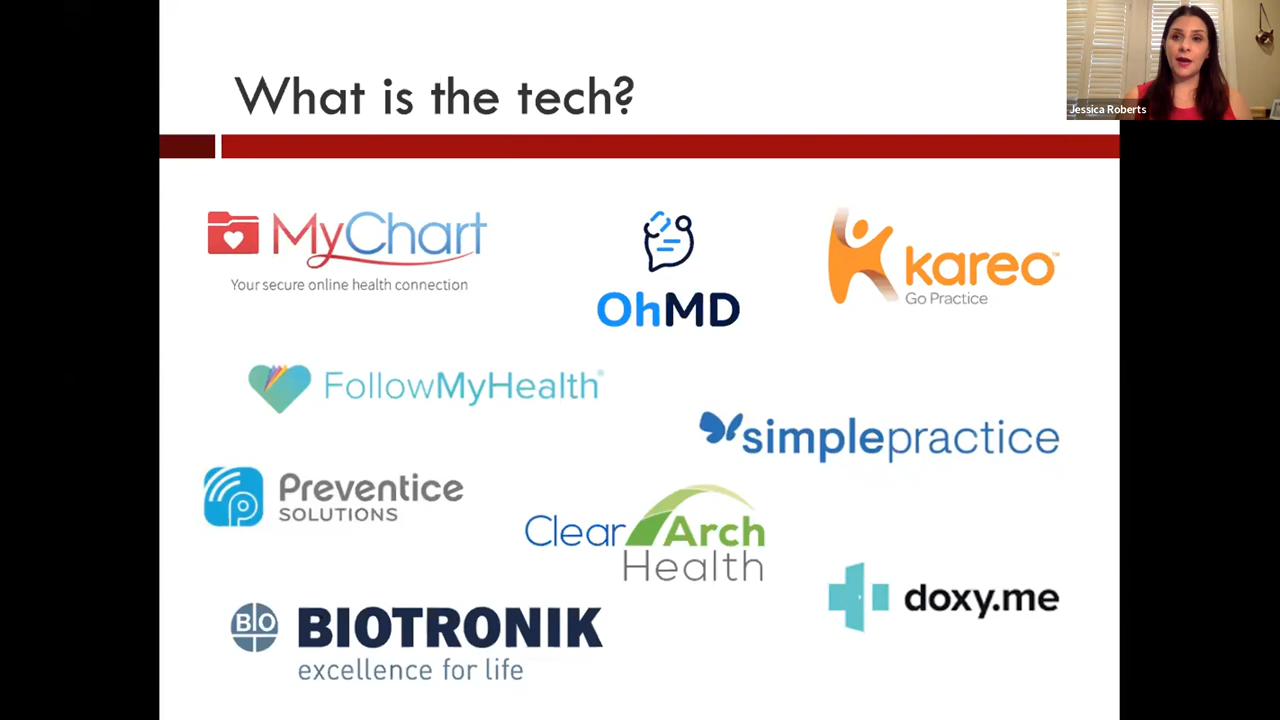 What is the tech?
Jessica Roberts
MyChart
Your secure online health connection
OhMD
kareo™
Go Practice
FollowMyHealth®
simplepractice
Preventice
SOLUTIONS
Clear Arch
Health
doxy.me
BIO
BIOTRONIK
excellence for life